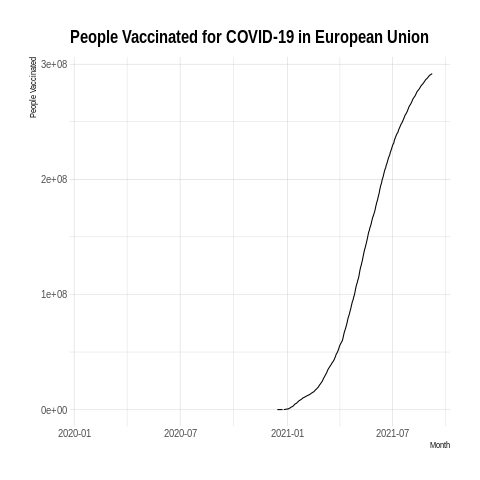 People Vaccinated for COVID-19 in European Union
People Vaccinated
3e+08
2e+08
1e+08
0e+00
2020-01 2020-07 2021-01 2021-07
Month